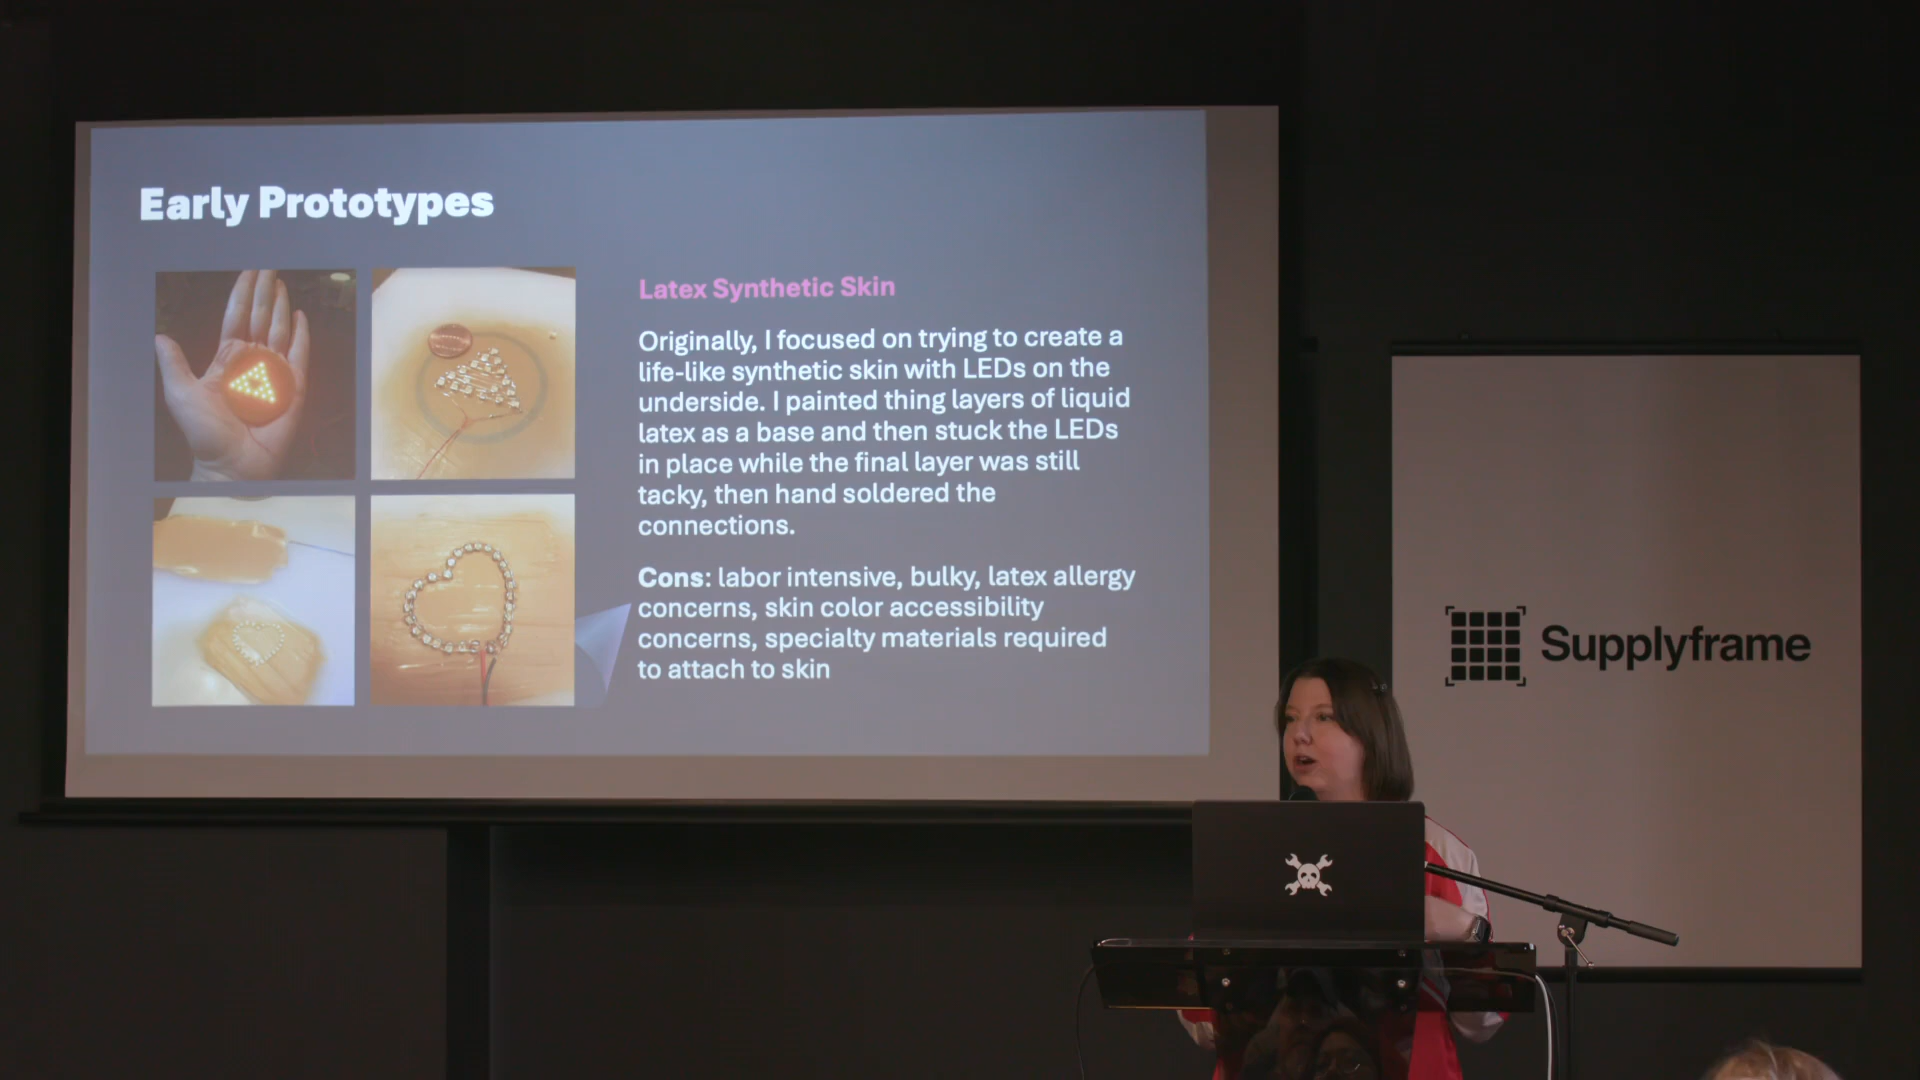 Early Prototypes
Latex Synthetic Skin
Originally, I focused on trying to create a
life-like synthetic skin with LEDs on the
underside. I painted thing layers of liquid
latex as a base and then stuck the LEDs
in place while the final layer was still
tacky, then hand soldered the
connections.
Cons: labor intensive, bulky, latex allergy
concerns, skin color accessibility
concerns, specialty materials required
to attach to skin
Supplyframe